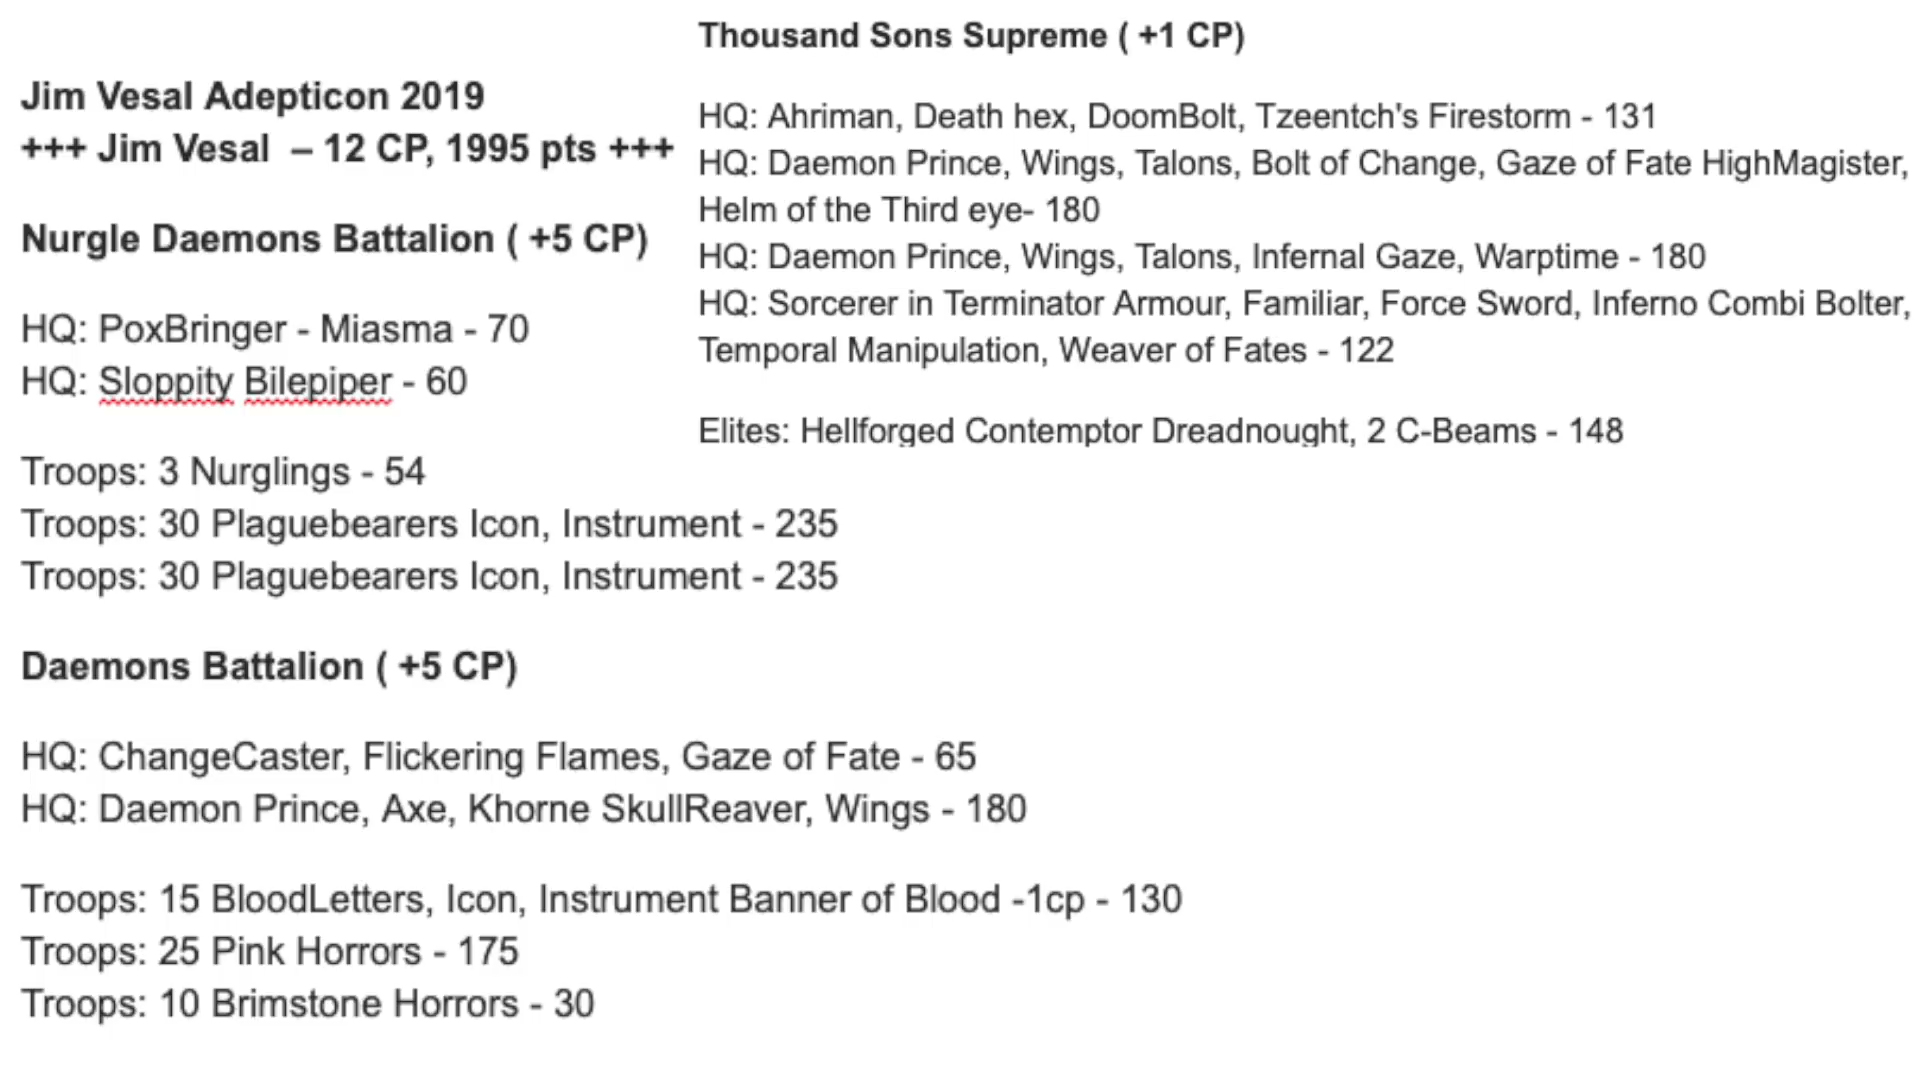 Jim Vesal Adepticon 2019
+++ Jim Vesal – 12 CP, 1995 pts +++
Nurgle Daemons Battalion ( +5 CP)
HQ: PoxBringer - Miasma - 70
HQ: Sloppity Bilepiper - 60
Troops: 3 Nurglings - 54
Troops: 30 Plaguebearers Icon, Instrument - 235
Troops: 30 Plaguebearers Icon, Instrument - 235
Daemons Battalion ( +5 CP)
HQ: ChangeCaster, Flickering Flames, Gaze of Fate - 65
HQ: Daemon Prince, Axe, Khorne SkullReaver, Wings - 180
Troops: 15 BloodLetters, Icon, Instrument Banner of Blood -1cp - 130
Troops: 25 Pink Horrors - 175
Troops: 10 Brimstone Horrors - 30
Thousand Sons Supreme ( +1 CP)
HQ: Ahriman, Death hex, DoomBolt, Tzeentch's Firestorm - 131
HQ: Daemon Prince, Wings, Talons, Bolt of Change, Gaze of Fate HighMagister,
Helm of the Third eye- 180
HQ: Daemon Prince, Wings, Talons, Infernal Gaze, Warptime - 180
HQ: Sorcerer in Terminator Armour, Familiar, Force Sword, Inferno Combi Bolter,
Temporal Manipulation, Weaver of Fates - 122
Elites: Hellforged Contemptor Dreadnought, 2 C-Beams - 148